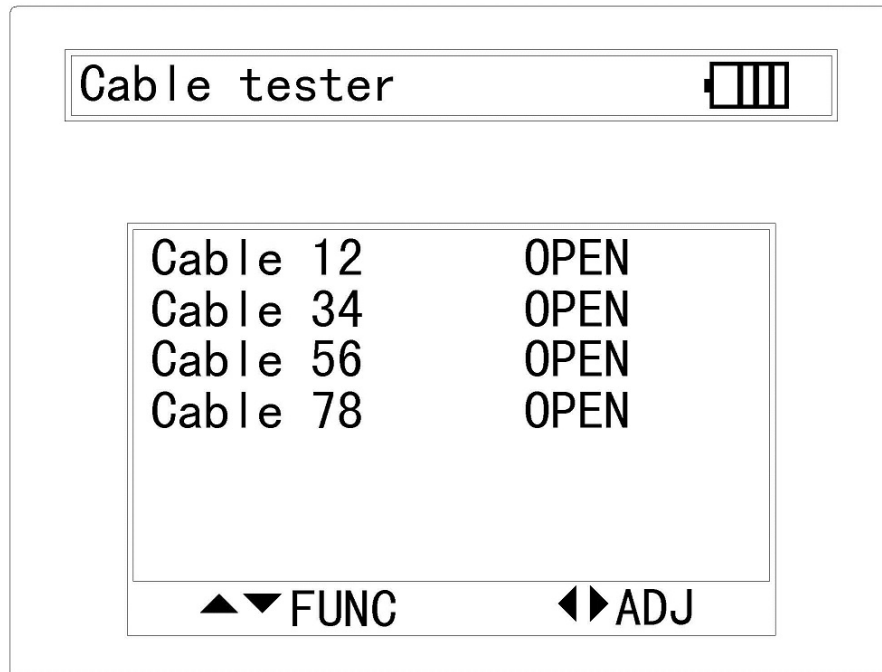 Cable tester
Cable 12 OPEN
Cable 34 OPEN
Cable 56 OPEN
Cable 78 OPEN
▲▼FUNC ◀▶ADJ